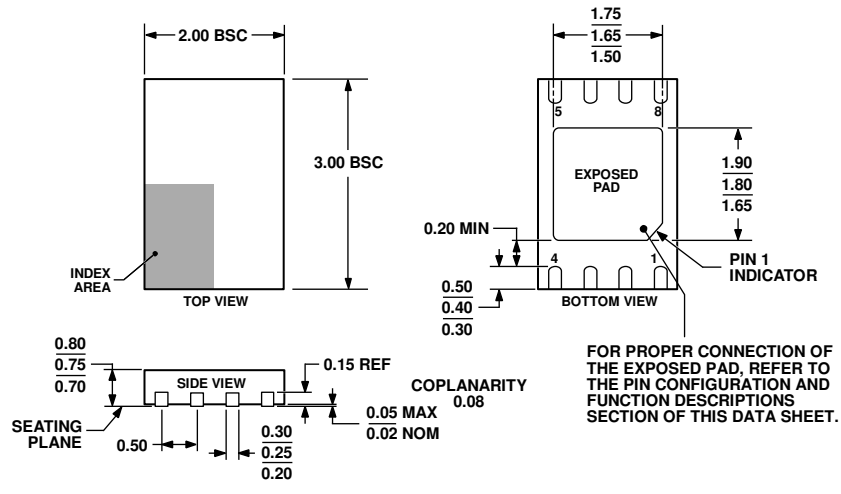 2.00 BSC
3.00 BSC
INDEX
AREA
TOP VIEW
1.75
1.65
1.50
5
8
EXPOSED
PAD
1.90
1.80
1.65
0.20 MIN
4
1
PIN 1
INDICATOR
0.50
0.40
0.30
BOTTOM VIEW
FOR PROPER CONNECTION OF
THE EXPOSED PAD, REFER TO
THE PIN CONFIGURATION AND
FUNCTION DESCRIPTIONS
SECTION OF THIS DATA SHEET.
0.80
0.75
0.70
SIDE VIEW
0.15 REF
COPLANARITY
0.08
0.05 MAX
0.02 NOM
SEATING
PLANE
0.50
0.30
0.25
0.20